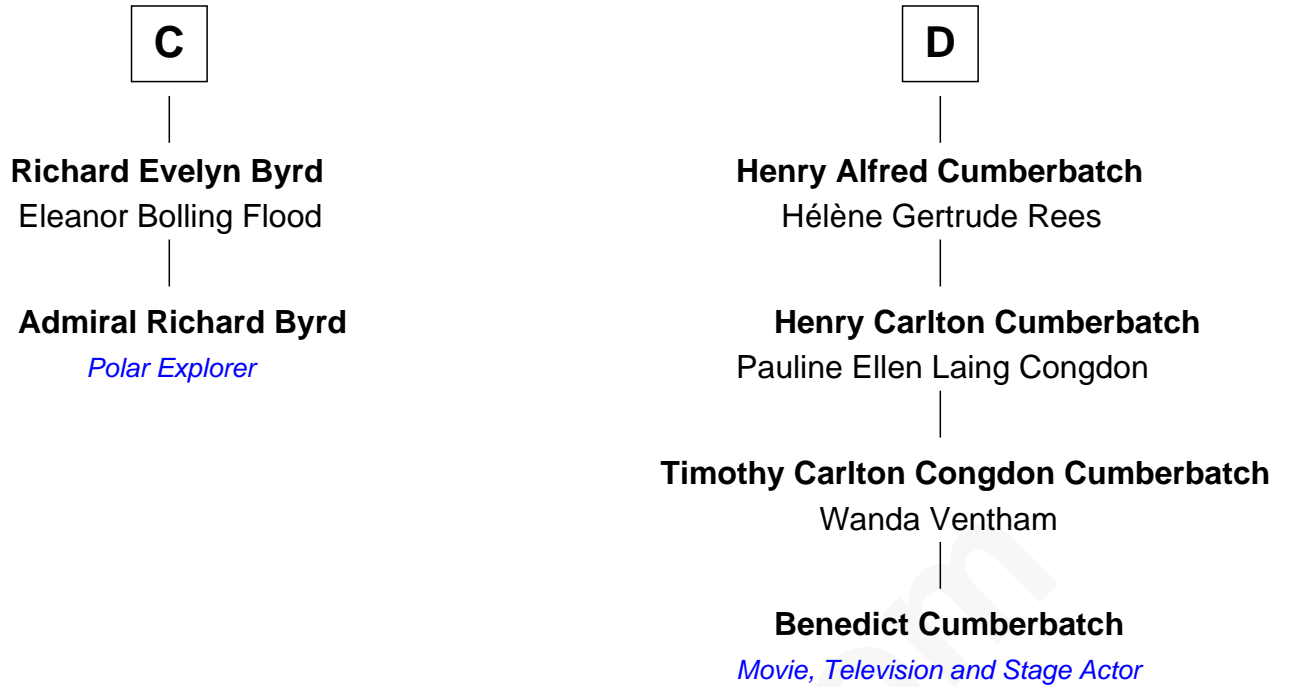 C
Richard Evelyn Byrd
Eleanor Bolling Flood
Admiral Richard Byrd
Polar Explorer
D
Henry Alfred Cumberbatch
Hélène Gertrude Rees
Henry Carlton Cumberbatch
Pauline Ellen Laing Congdon
Timothy Carlton Congdon Cumberbatch
Wanda Ventham
Benedict Cumberbatch
Movie, Television and Stage Actor